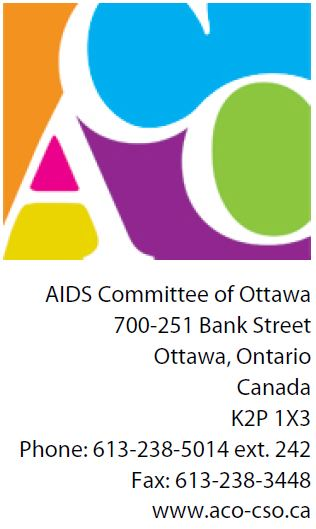 ACO
AIDS Committee of Ottawa
700-251 Bank Street
Ottawa, Ontario
Canada
K2P 1X3
Phone: 613-238-5014 ext. 242
Fax: 613-238-3448
www.aco-cso.ca